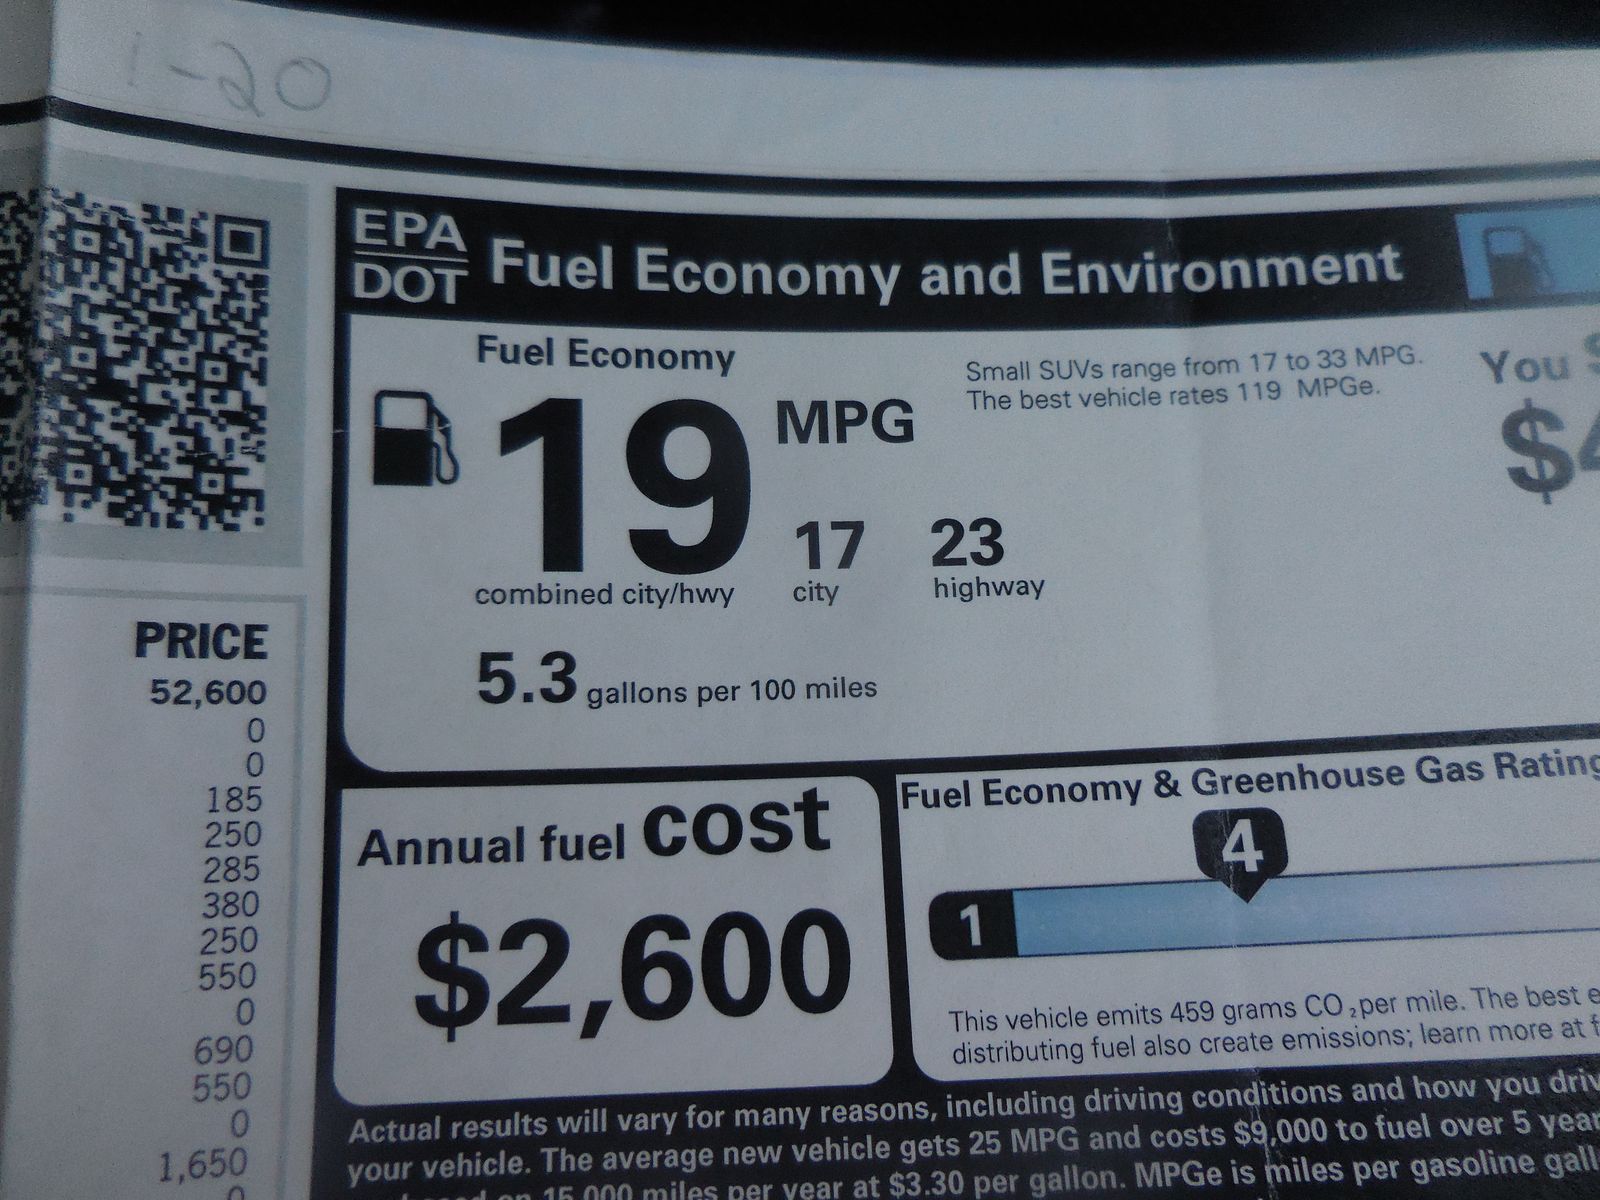 1-20
EPA
DOT
Fuel Economy and Environment
Fuel Economy
Small SUVs range from 17 to 33 MPG.
The best vehicle rates 119 MPGe.
You
$4
19 MPG
combined city/hwy
17
city
23
highway
5.3 gallons per 100 miles
PRICE
52,600
0
0
185
250
285
380
250
550
0
690
550
0
1,650
0
Annual fuel cost
$2,600
Fuel Economy & Greenhouse Gas Rating
4
1
This vehicle emits 459 grams CO₂ per mile. The best e
distributing fuel also create emissions; learn more at f
Actual results will vary for many reasons, including driving conditions and how you driv
your vehicle. The average new vehicle gets 25 MPG and costs $9,000 to fuel over 5 year
on 15,000 miles per year at $3.30 per gallon. MPGe is miles per gasoline gall